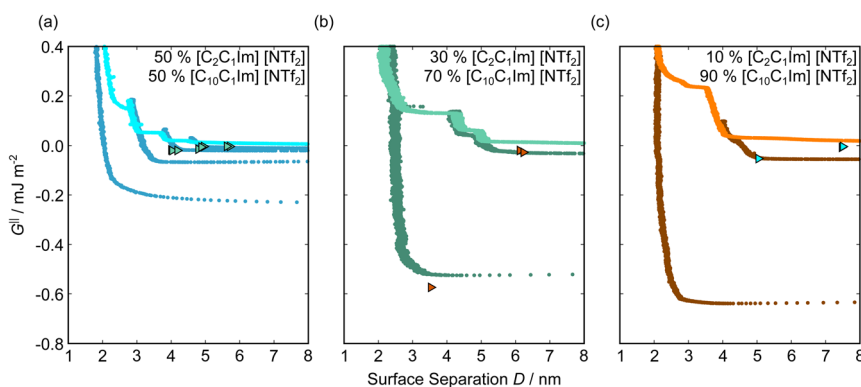 (a)
(b)
(c)
50 % [C₂C₁Im] [NTf₂]
50 % [C₁₀C₁Im] [NTf₂]
30 % [C₂C₁Im] [NTf₂]
70 % [C₁₀C₁Im] [NTf₂]
10 % [C₂C₁Im] [NTf₂]
90 % [C₁₀C₁Im] [NTf₂]
0.4
0.2
0.0
-0.2
-0.4
-0.6
-0.8
G^|| / mJ m⁻²
1 2 3 4 5 6 7 8
1 2 3 4 5 6 7 8
1 2 3 4 5 6 7 8
Surface Separation D / nm